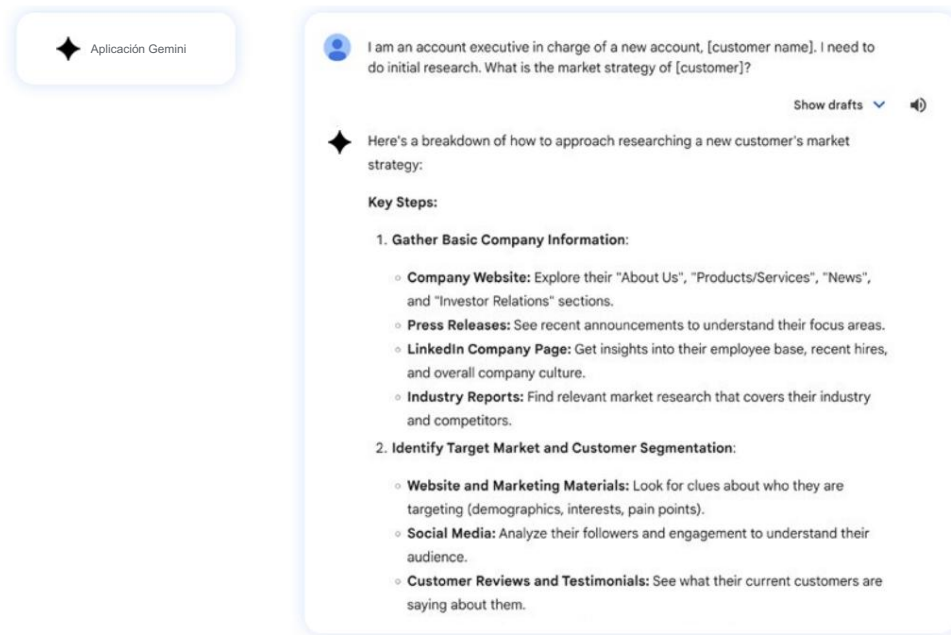 Aplicación Gemini
I am an account executive in charge of a new account, [customer name]. I need to
do initial research. What is the market strategy of [customer]?
Show drafts
Here's a breakdown of how to approach researching a new customer's market
strategy:
Key Steps:
1. Gather Basic Company Information:
◦ Company Website: Explore their "About Us", "Products/Services", "News",
and "Investor Relations" sections.
◦ Press Releases: See recent announcements to understand their focus areas.
◦ LinkedIn Company Page: Get insights into their employee base, recent hires,
and overall company culture.
◦ Industry Reports: Find relevant market research that covers their industry
and competitors.
2. Identify Target Market and Customer Segmentation:
◦ Website and Marketing Materials: Look for clues about who they are
targeting (demographics, interests, pain points).
◦ Social Media: Analyze their followers and engagement to understand their
audience.
◦ Customer Reviews and Testimonials: See what their current customers are
saying about them.